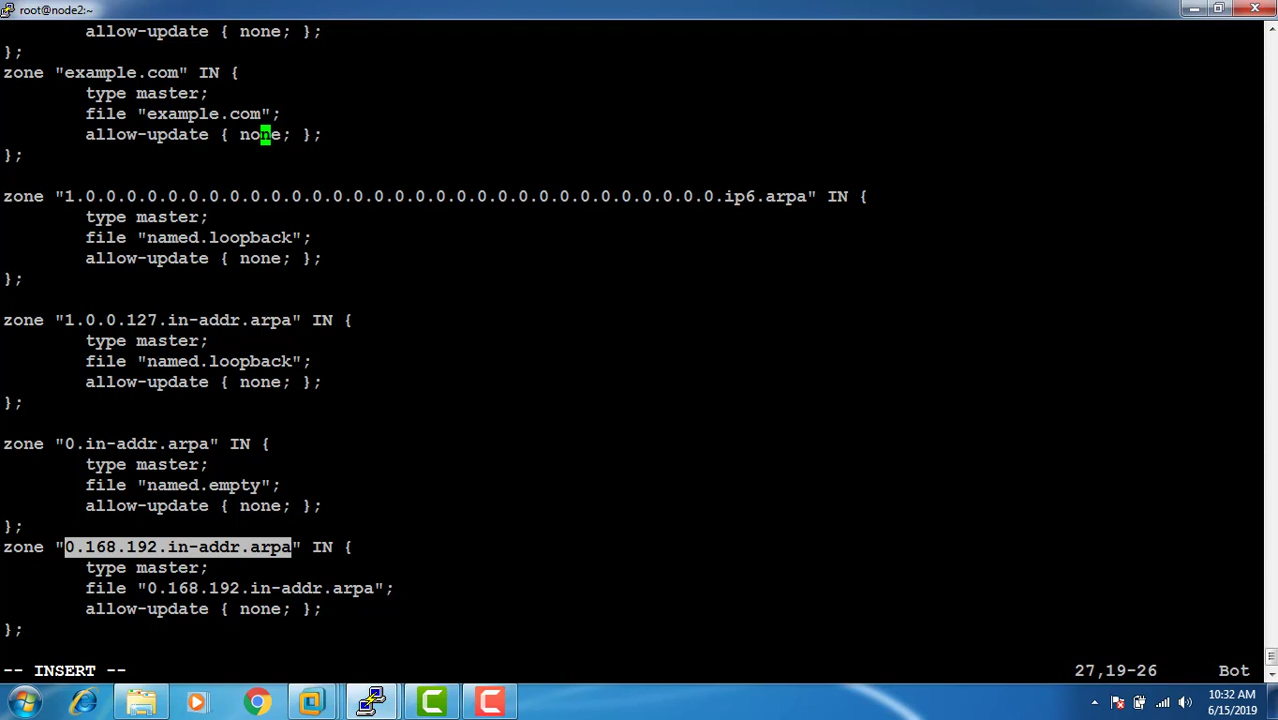 root@node2:~
        allow-update { none; };
};
zone "example.com" IN {
        type master;
        file "example.com";
        allow-update { none; };
};
zone "1.0.0.0.0.0.0.0.0.0.0.0.0.0.0.0.0.0.0.0.0.0.0.0.0.0.0.0.0.0.0.0.ip6.arpa" IN {
        type master;
        file "named.loopback";
        allow-update { none; };
};
zone "1.0.0.127.in-addr.arpa" IN {
        type master;
        file "named.loopback";
        allow-update { none; };
};
zone "0.in-addr.arpa" IN {
        type master;
        file "named.empty";
        allow-update { none; };
};
zone "0.168.192.in-addr.arpa" IN {
        type master;
        file "0.168.192.in-addr.arpa";
        allow-update { none; };
};
-- INSERT -- 27,19-26 Bot
10:32 AM
6/15/2019